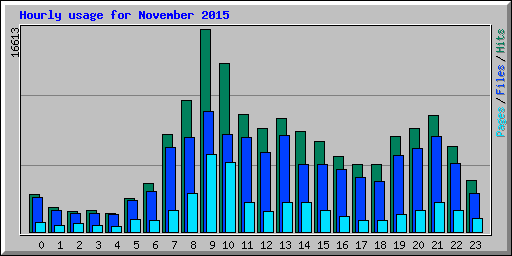 Hourly usage for November 2015
16613
Pages/Files/Hits
0 1 2 3 4 5 6 7 8 9 10 11 12 13 14 15 16 17 18 19 20 21 22 23